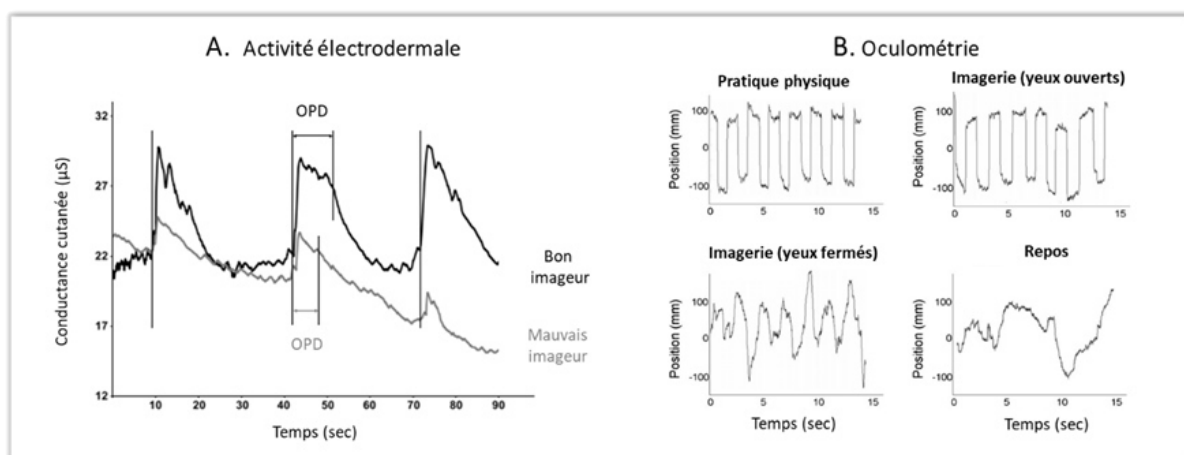 A. Activité électrodermale
Conductance cutanée (µS)
32
27
22
17
12
OPD
OPD
Bon
imageur
Mauvais
imageur
10 20 30 40 50 60 70 80 90
Temps (sec)
B. Oculométrie
Pratique physique
Position (mm)
100
0
-100
0 5 10 15
Imagerie (yeux ouverts)
Position (mm)
100
0
-100
0 5 10 15
Imagerie (yeux fermés)
Position (mm)
100
0
-100
0 5 10 15
Temps (sec)
Repos
Position (mm)
100
0
-100
0 5 10 15
Temps (sec)